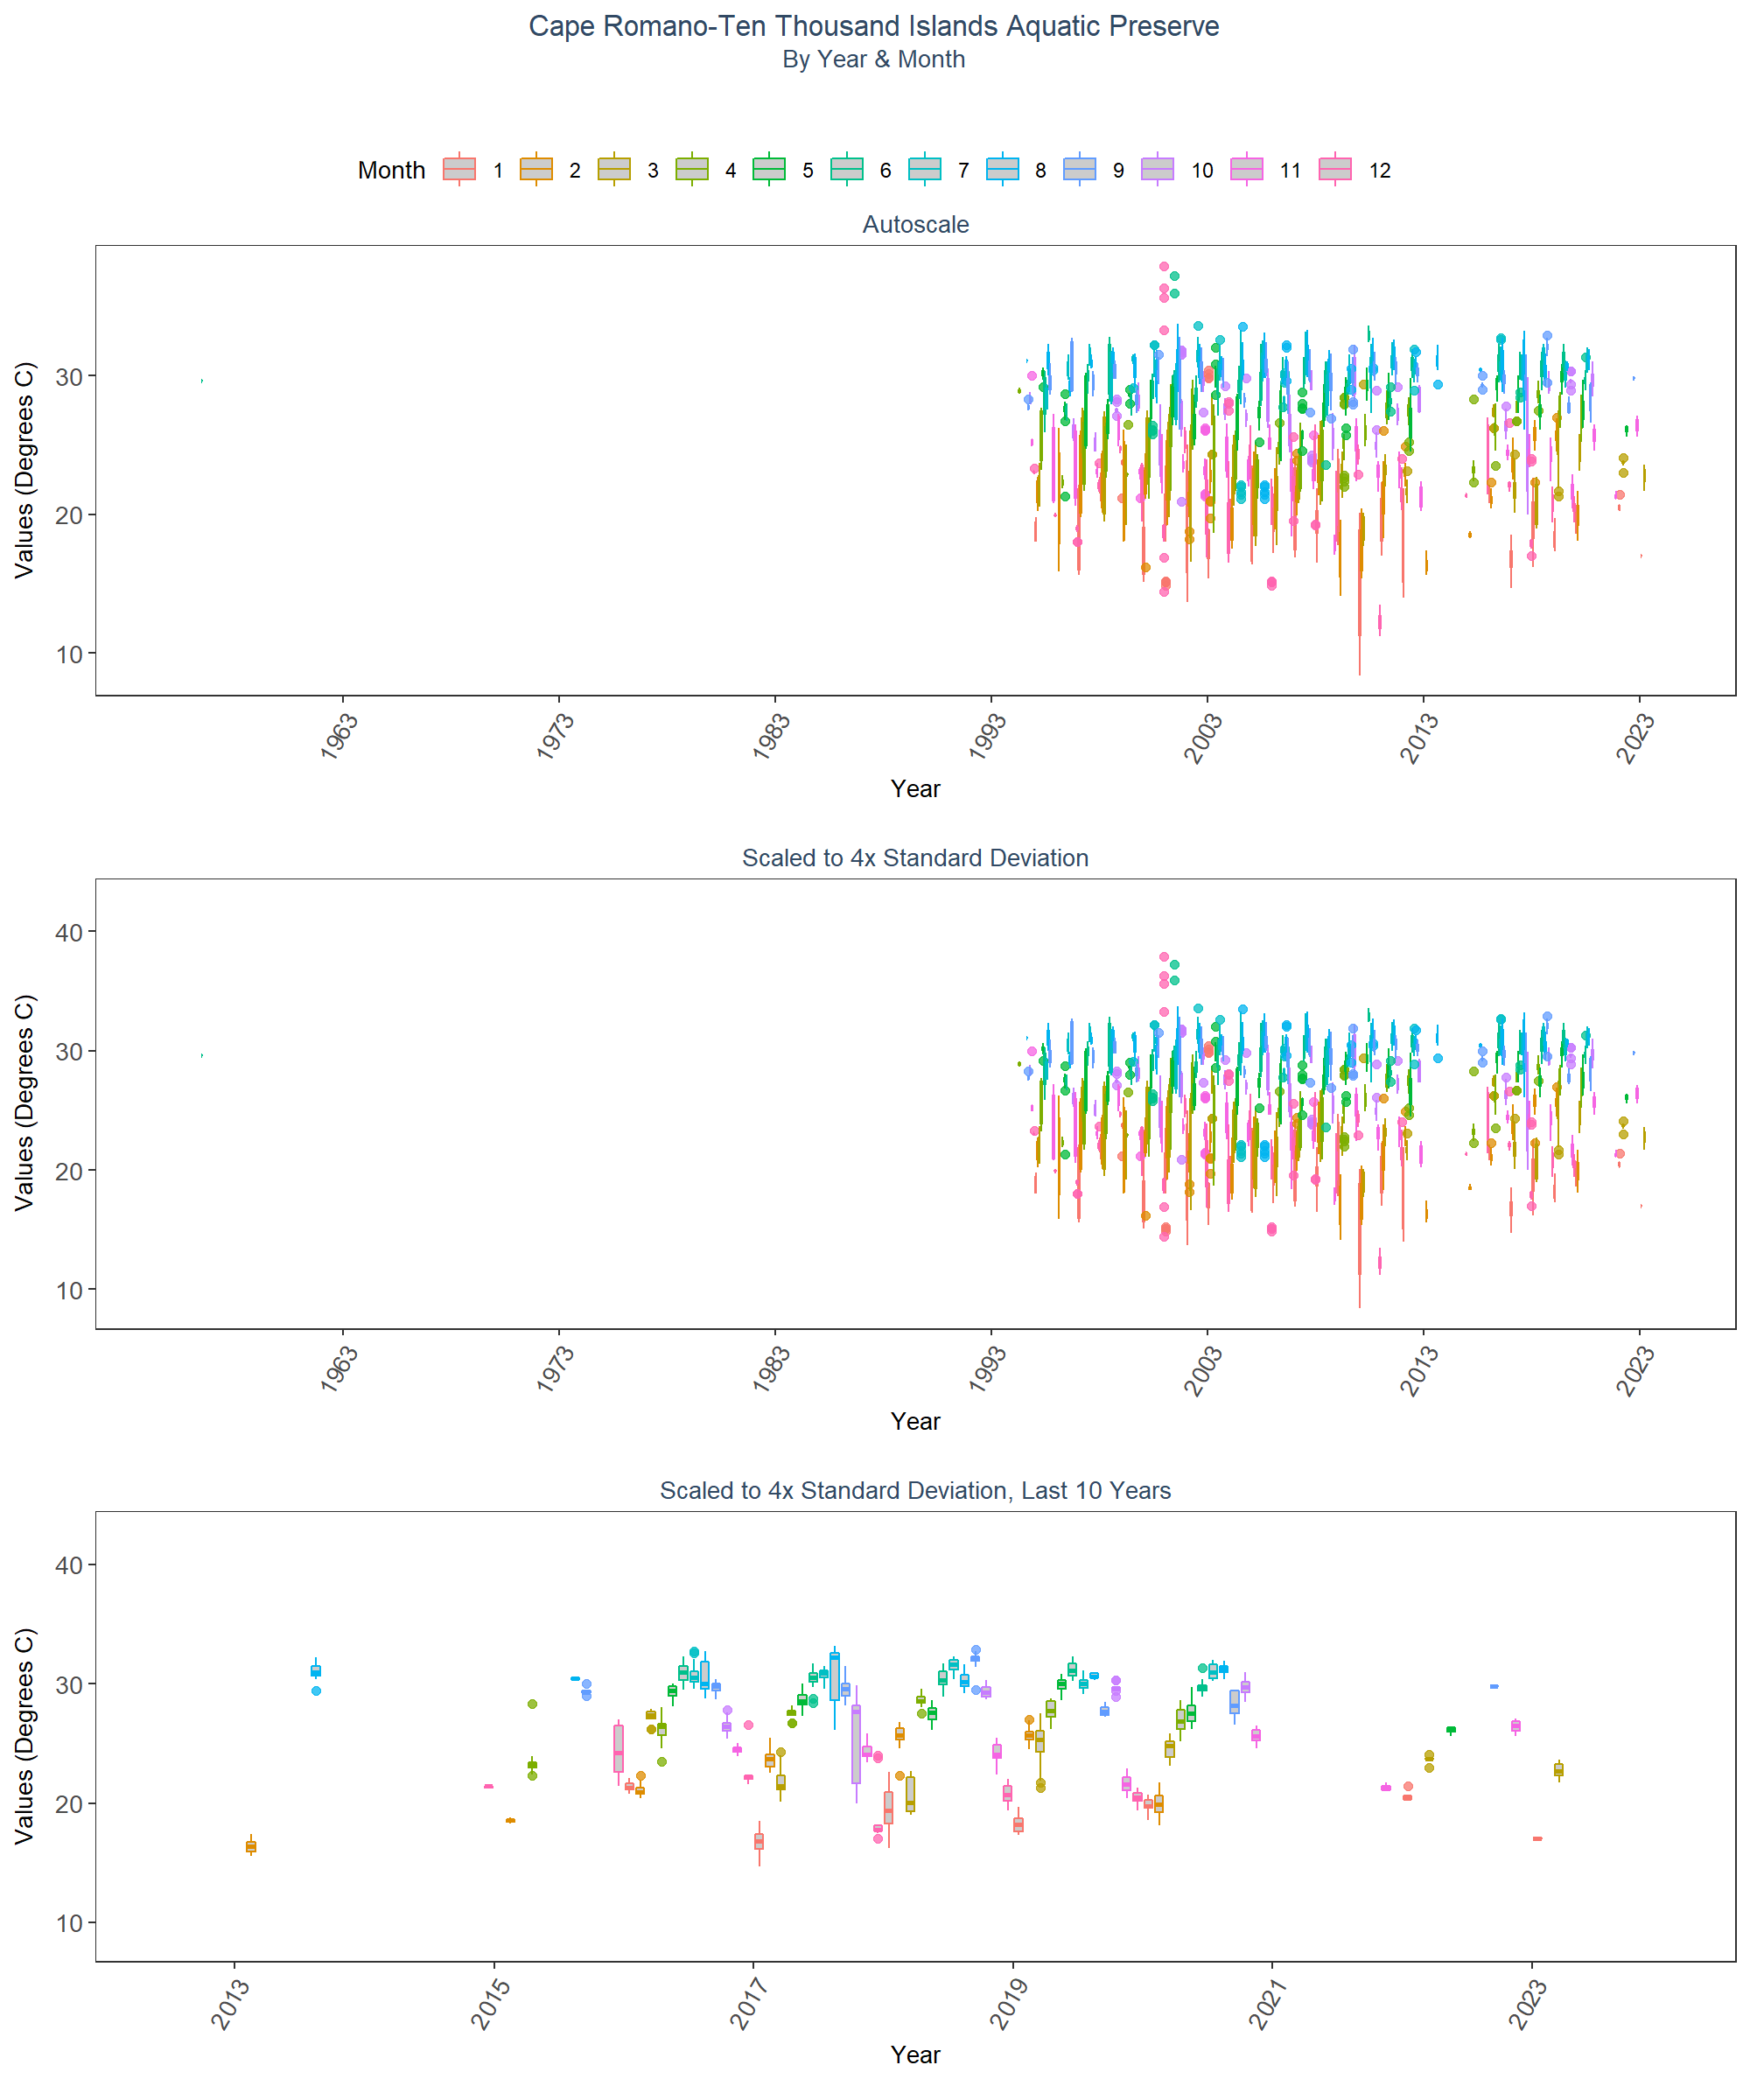 Cape Romano-Ten Thousand Islands Aquatic Preserve
By Year & Month
Month 1 2 3 4 5 6 7 8 9 10 11 12
Autoscale
Values (Degrees C)
30
20
10
1963 1973 1983 1993 2003 2013 2023
Year
Scaled to 4x Standard Deviation
Values (Degrees C)
40
30
20
10
1963 1973 1983 1993 2003 2013 2023
Year
Scaled to 4x Standard Deviation, Last 10 Years
Values (Degrees C)
40
30
20
10
2013 2015 2017 2019 2021 2023
Year